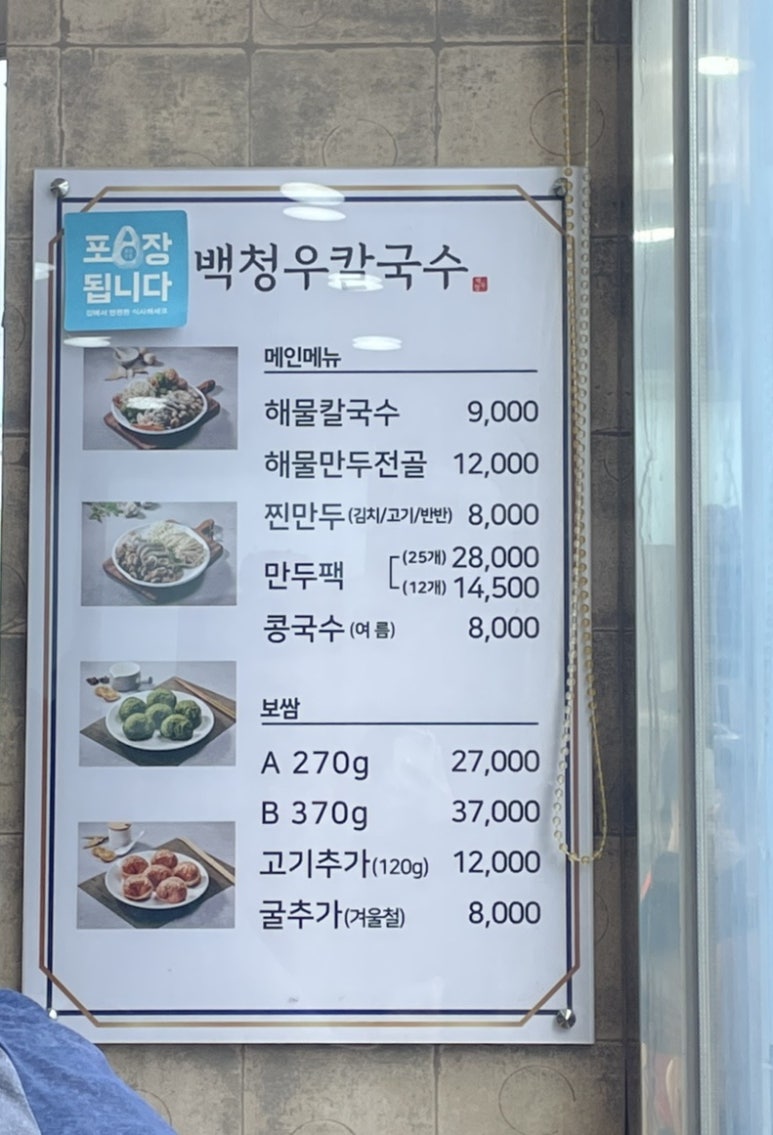 포장
됩니다
백청우칼국수
메인메뉴
해물칼국수 9,000
해물만두전골 12,000
찐만두(김치/고기/반반) 8,000
만두팩 (25개) 28,000
(12개) 14,500
콩국수(여름) 8,000
보쌈
A 270g 27,000
B 370g 37,000
고기추가(120g) 12,000
굴추가(겨울철) 8,000